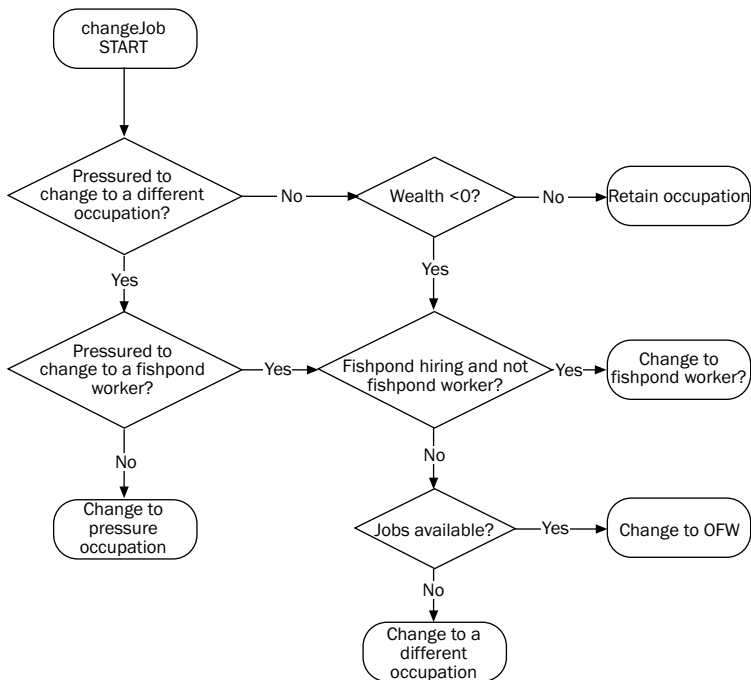 changeJob
START
Pressured to
change to a different
occupation?
No
Wealth <0?
No
Retain occupation
Yes
Yes
Pressured to
change to a fishpond
worker?
Yes
Fishpond hiring and not
fishpond worker?
Yes
Change to
fishpond worker?
No
No
Change to
pressure
occupation
Jobs available?
Yes
Change to OFW
No
Change to a
different
occupation